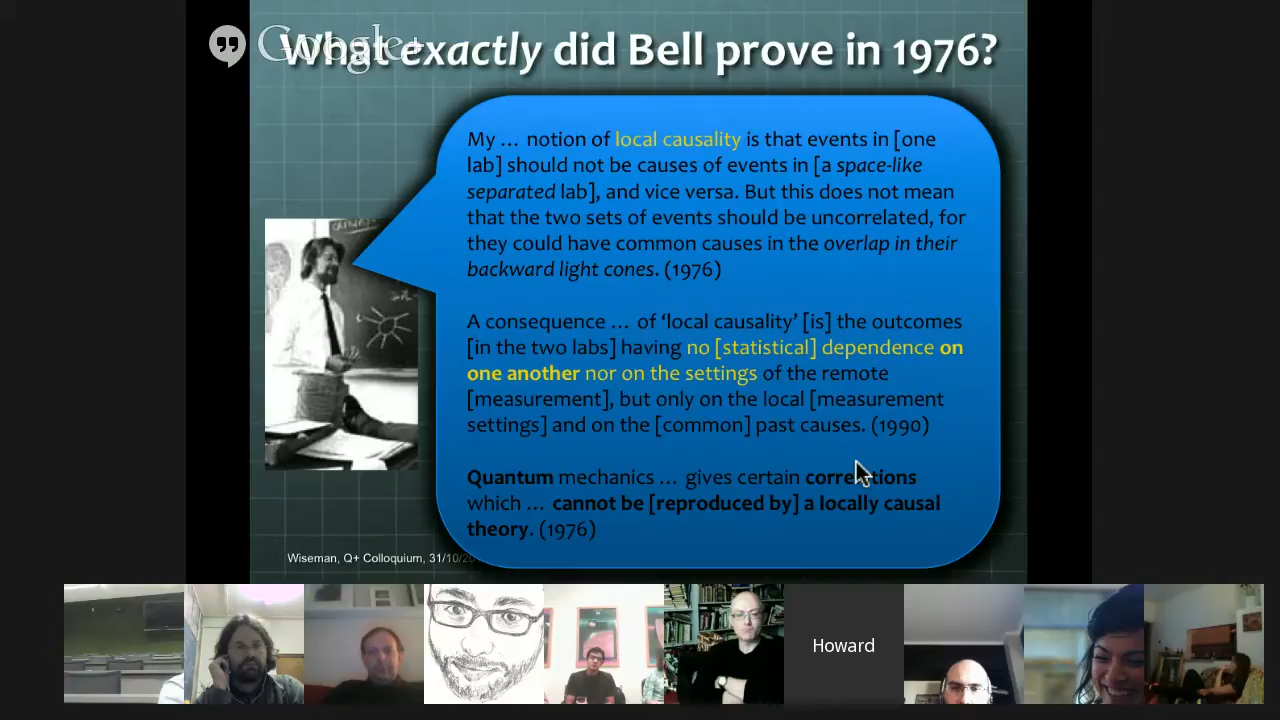 Google+
What exactly did Bell prove in 1976?
My … notion of local causality is that events in [one
lab] should not be causes of events in [a space-like
separated lab], and vice versa. But this does not mean
that the two sets of events should be uncorrelated, for
they could have common causes in the overlap in their
backward light cones. (1976)
A consequence … of ‘local causality’ [is] the outcomes
[in the two labs] having no [statistical] dependence on
one another nor on the settings of the remote
[measurement], but only on the local [measurement
settings] and on the [common] past causes. (1990)
Quantum mechanics … gives certain correlations
which … cannot be [reproduced by] a locally causal
theory. (1976)
Wiseman, Q+ Colloquium, 31/10/
Howard